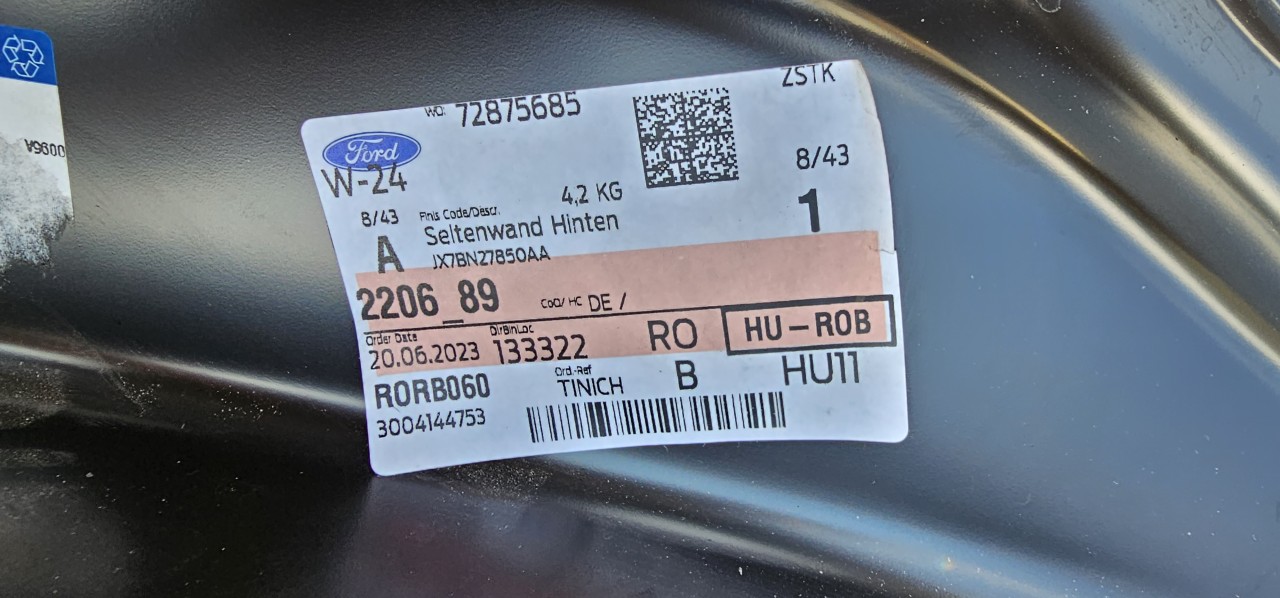 V9600
WO: 72875685
ZSTK
Ford
W-24
8/43
4,2 KG
8/43
Finis Code/Descr.
Seitenwand Hinten
1
A
JX7BN27850AA
2206_89
CoO/ HC DE /
Order Date
DirBinLoc
20.06.2023
133322
RO
HU-ROB
RORB060
Ord.-Ref
TINICH
B
HU11
3004144753